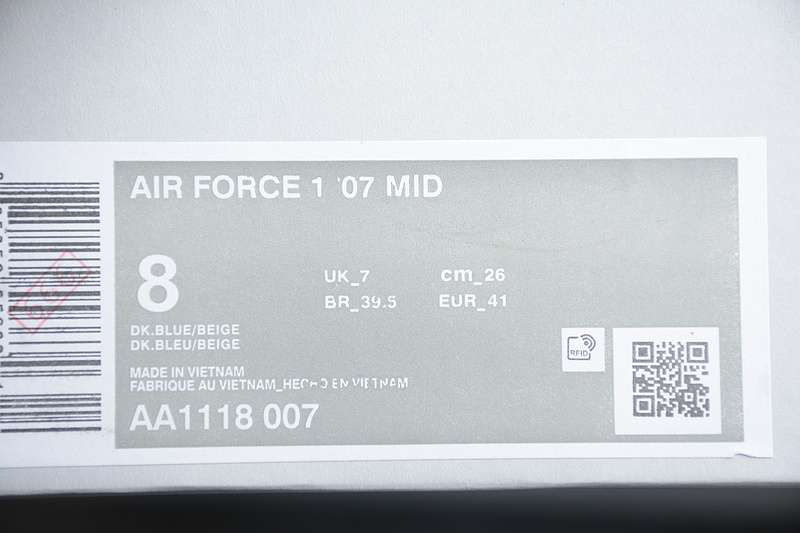 AIR FORCE 1 '07 MID
8
UK_7 cm_26
BR_39.5 EUR_41
DK.BLUE/BEIGE
DK.BLEU/BEIGE
RFID
MADE IN VIETNAM
FABRIQUE AU VIETNAM_HECHO EN VIETNAM
AA1118 007